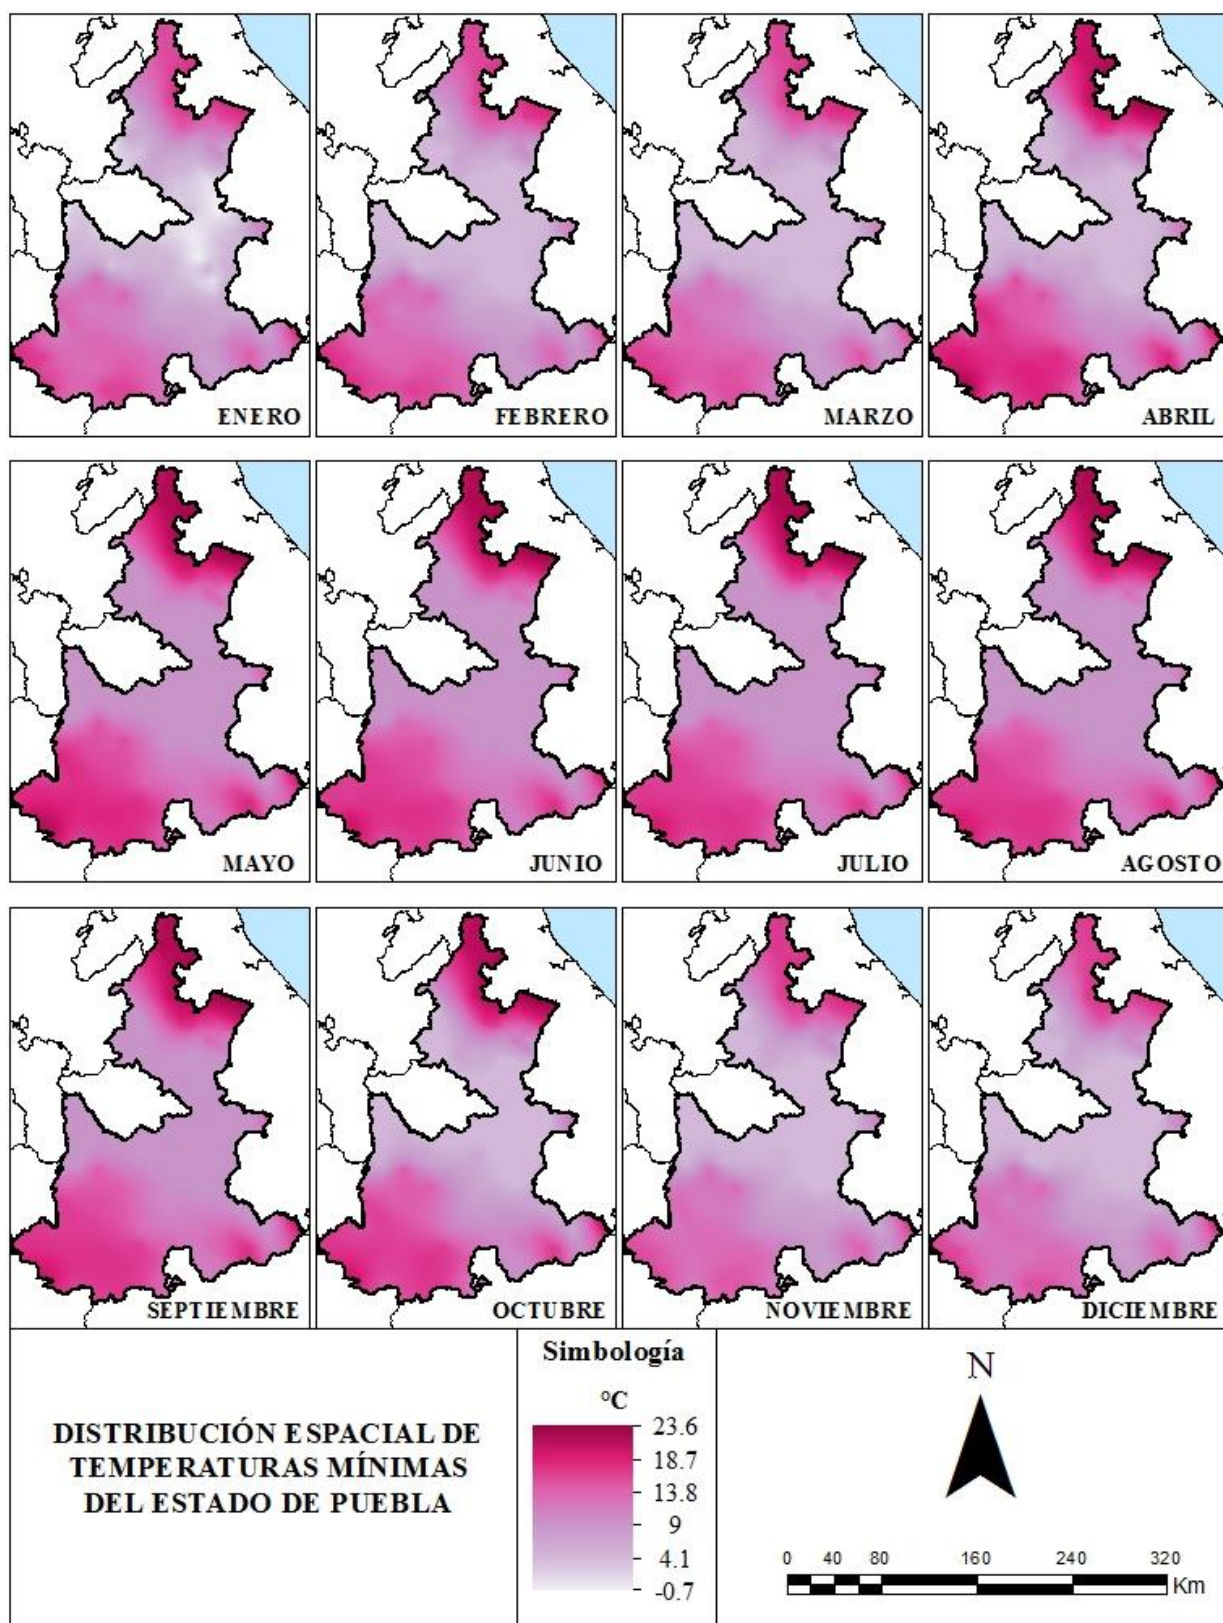 ENERO
FEBRERO
MARZO
ABRIL
MAYO
JUNIO
JULIO
AGOSTO
SEPTIEMBRE
OCTUBRE
NOVIEMBRE
DICIEMBRE
DISTRIBUCIÓN ESPACIAL DE
TEMPERATURAS MÍNIMAS
DEL ESTADO DE PUEBLA
Simbología
°C
23.6
18.7
13.8
9
4.1
-0.7
N
0 40 80 160 240 320
Km